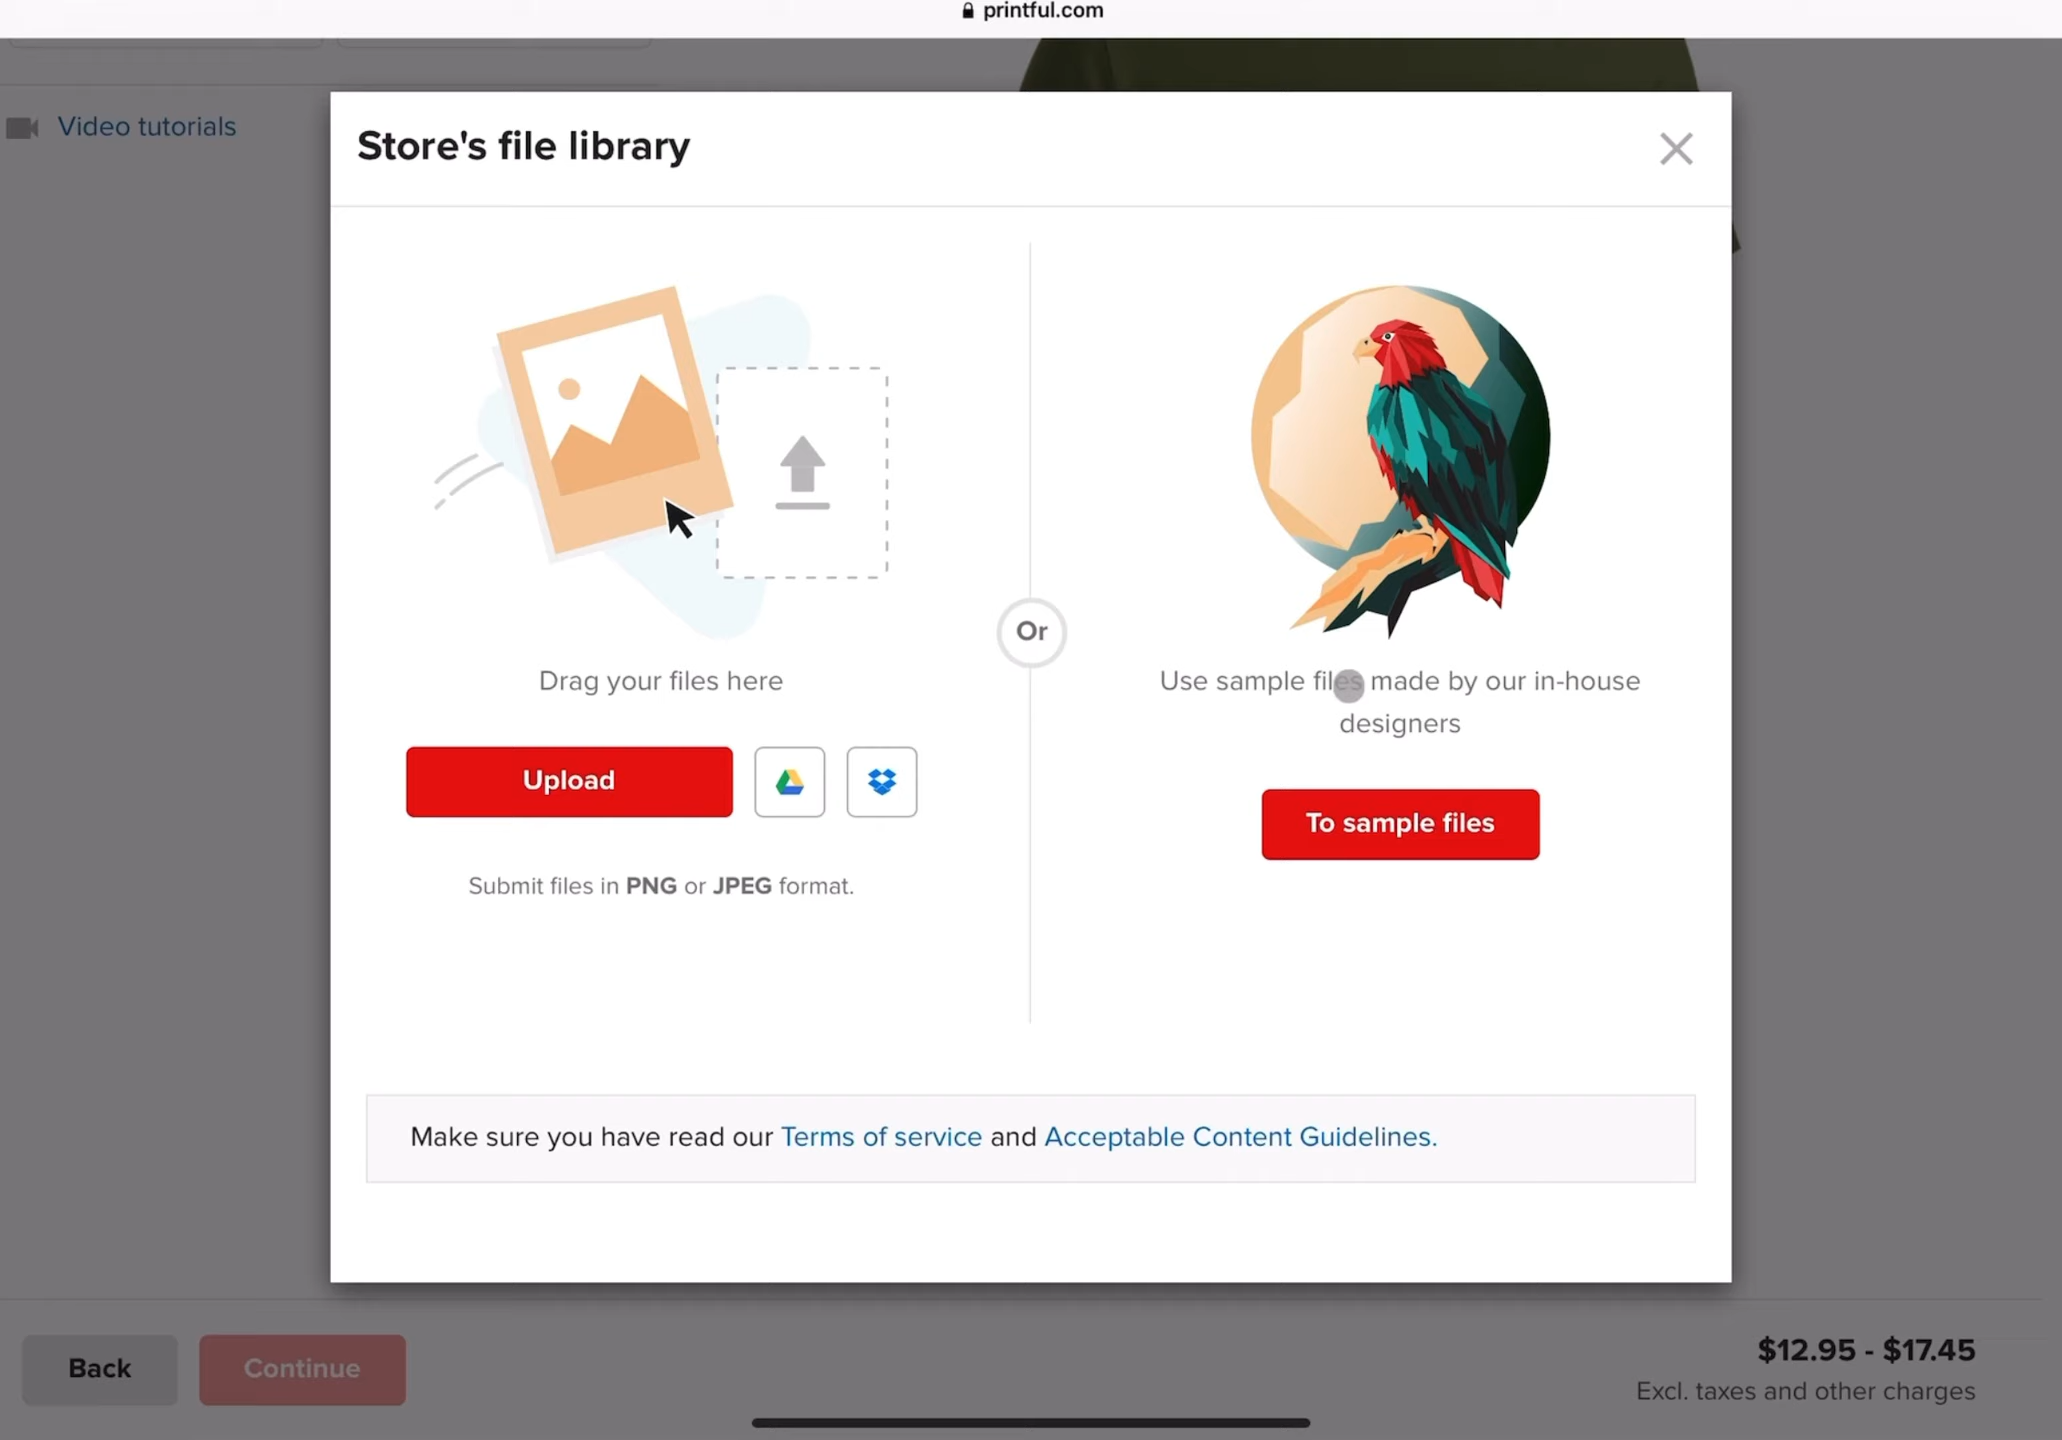 printful.com
Video tutorials
Store's file library
Drag your files here
Upload
Submit files in PNG or JPEG format.
Or
Use sample files made by our in-house
designers
To sample files
Make sure you have read our Terms of service and Acceptable Content Guidelines.
Back
Continue
$12.95 - $17.45
Excl. taxes and other charges